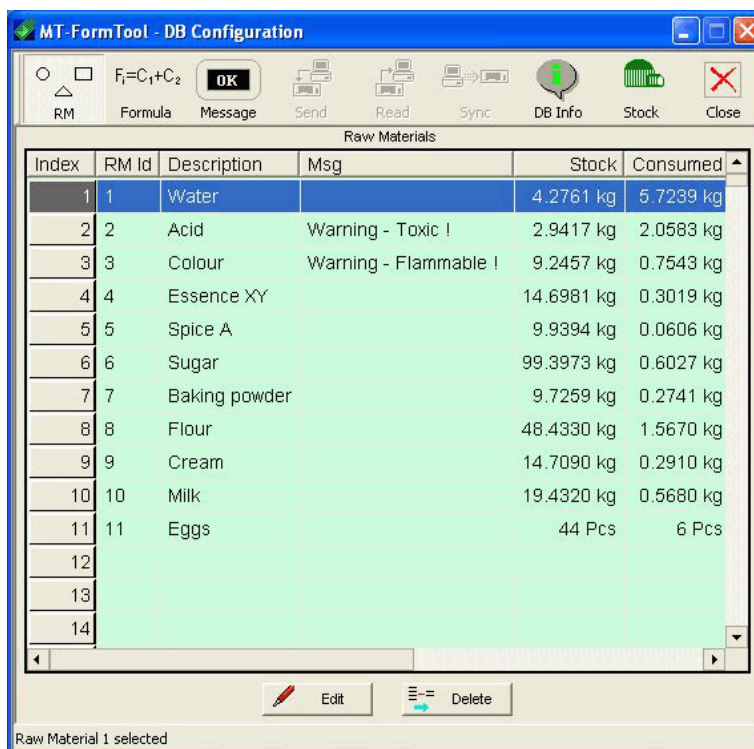 MT-FormTool - DB Configuration
Fi=C1+C2 OK
RM Formula Message Send Read Sync DB Info Stock Close
Raw Materials
Index RM Id Description Msg Stock Consumed
1 1 Water 4.2761 kg 5.7239 kg
2 2 Acid Warning - Toxic ! 2.9417 kg 2.0583 kg
3 3 Colour Warning - Flammable ! 9.2457 kg 0.7543 kg
4 4 Essence XY 14.6981 kg 0.3019 kg
5 5 Spice A 9.9394 kg 0.0606 kg
6 6 Sugar 99.3973 kg 0.6027 kg
7 7 Baking powder 9.7259 kg 0.2741 kg
8 8 Flour 48.4330 kg 1.5670 kg
9 9 Cream 14.7090 kg 0.2910 kg
10 10 Milk 19.4320 kg 0.5680 kg
11 11 Eggs 44 Pcs 6 Pcs
12
13
14
Edit Delete
Raw Material 1 selected